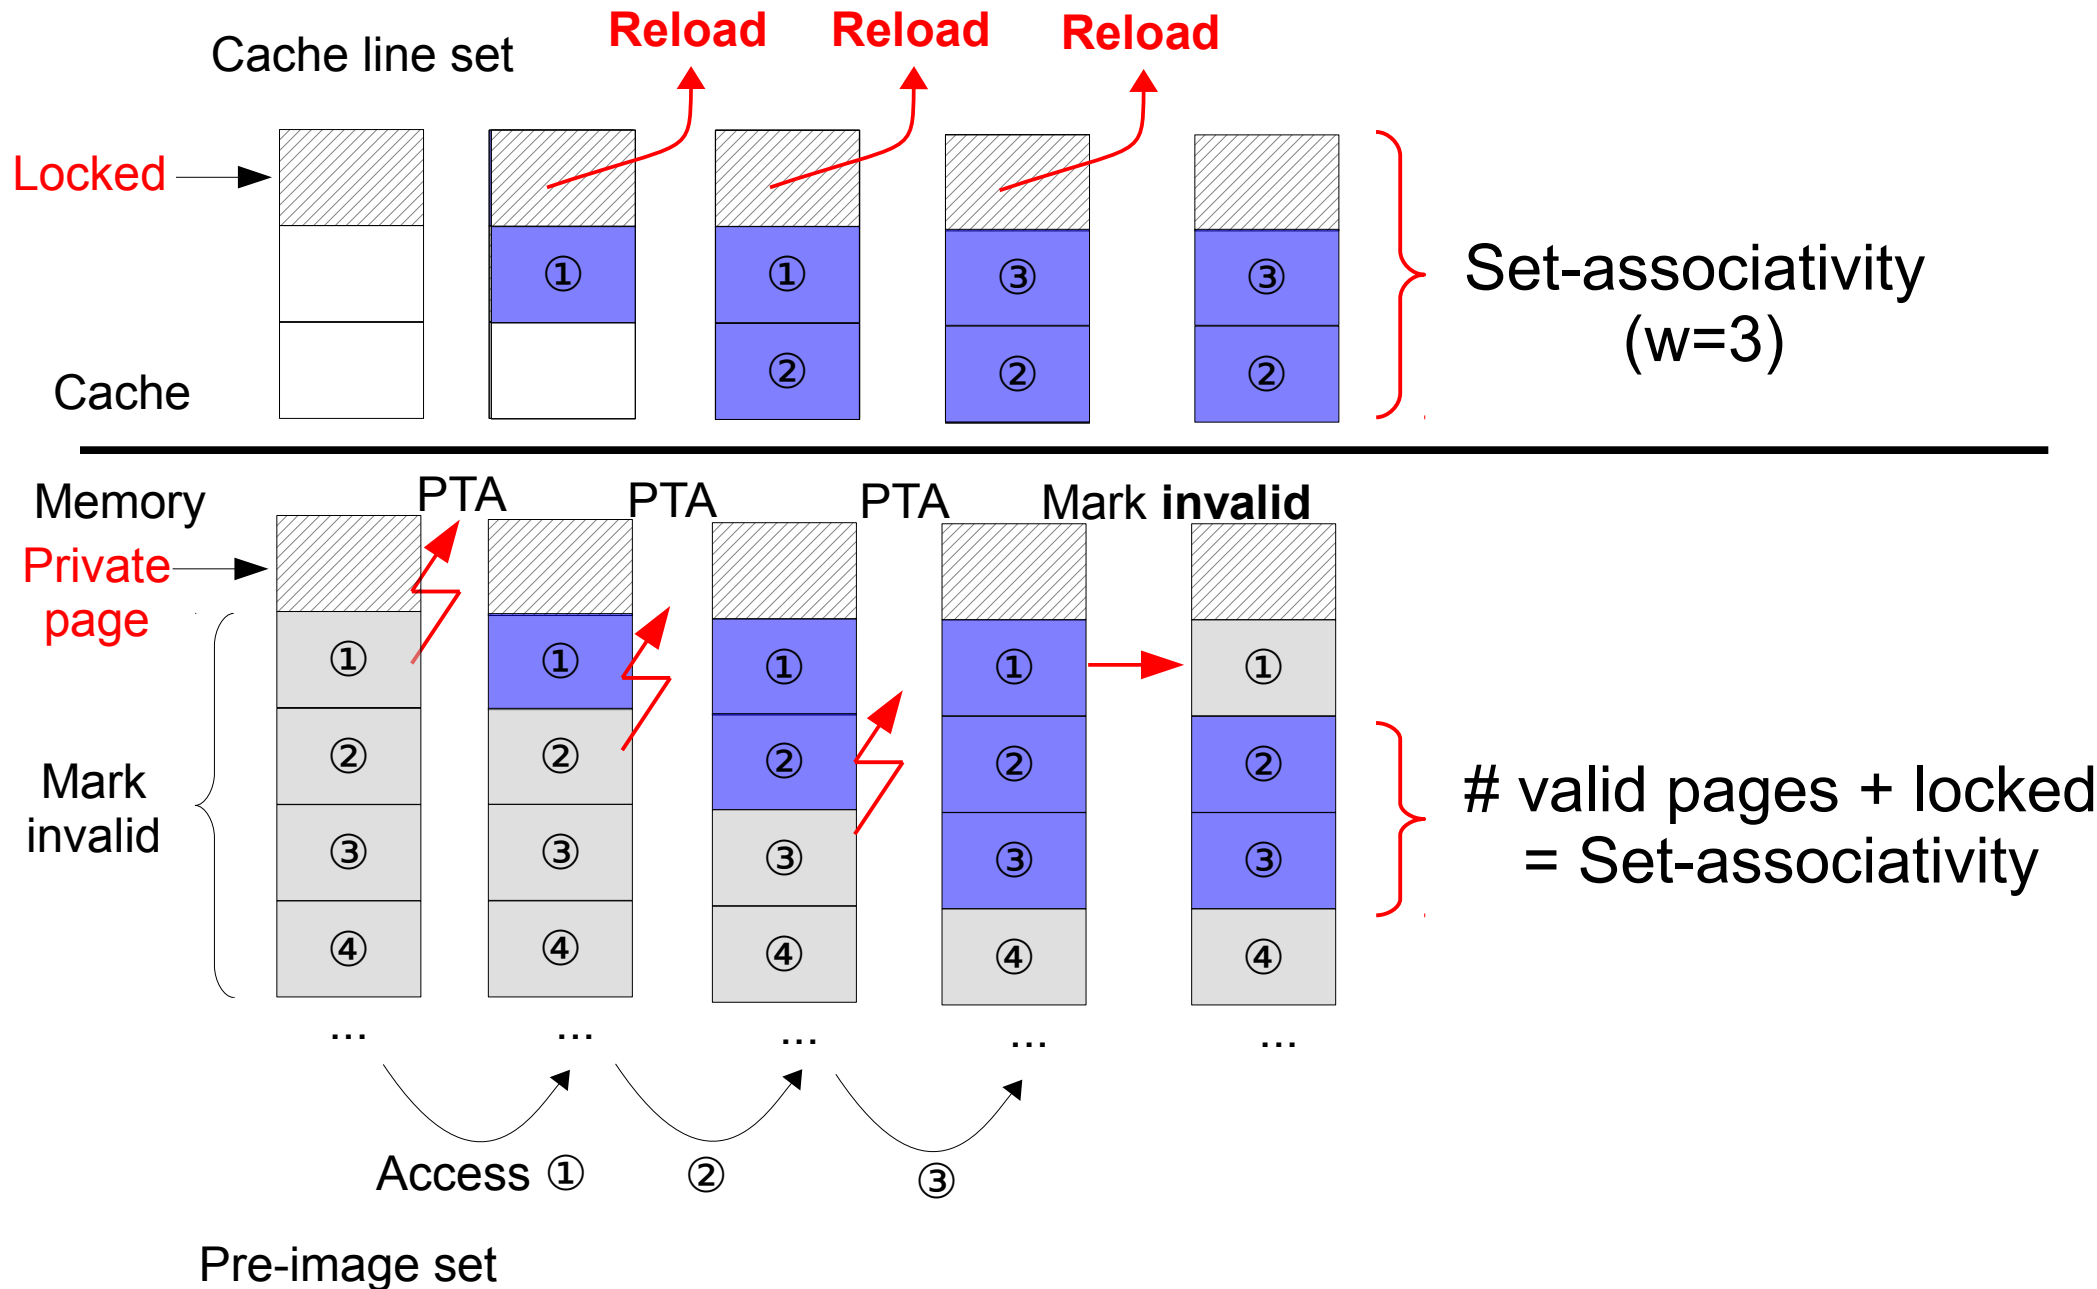 Reload Reload Reload
Cache line set
Locked
① ① ③ ③
② ② ②
Cache
Set-associativity
(w=3)
Memory PTA PTA PTA Mark invalid
Private
page
① ① ① ① ①
② ② ② ② ②
③ ③ ③ ③ ③
④ ④ ④ ④ ④
... ... ... ... ...
Mark
invalid
# valid pages + locked
= Set-associativity
Access ① ② ③
Pre-image set